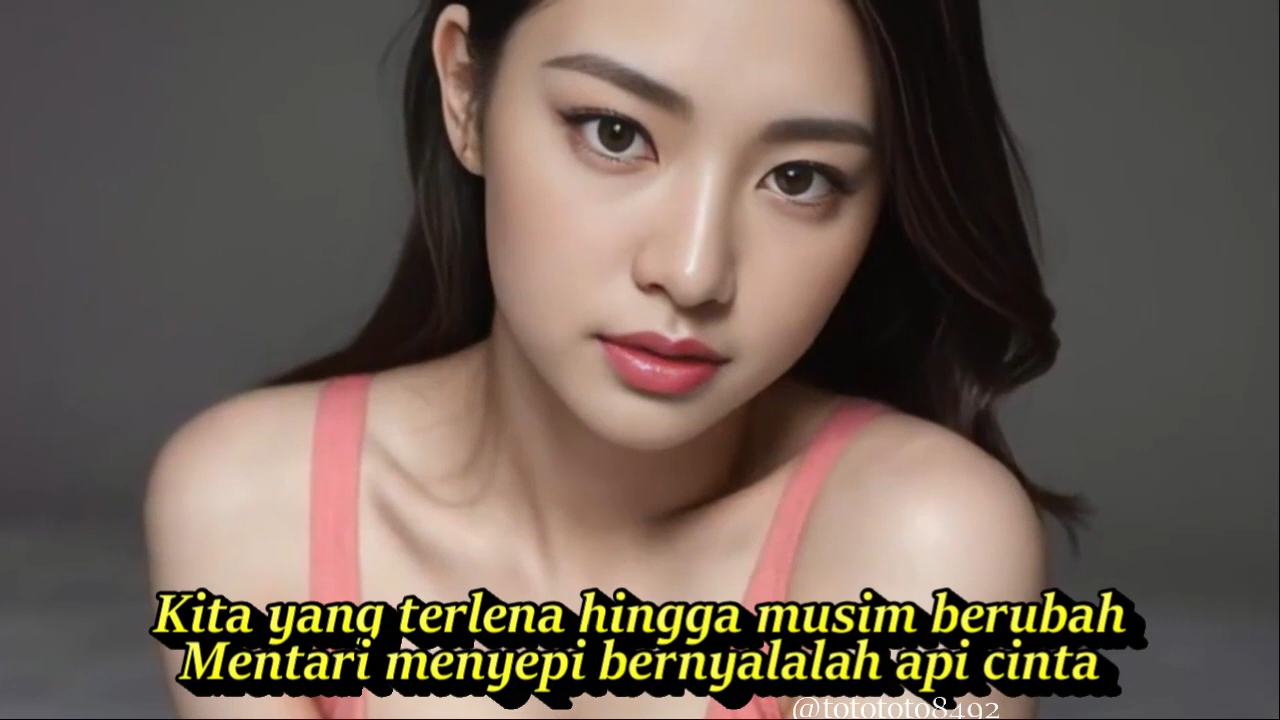 Kita yang terlena hingga musim berubah
Mentari menyepi bernyalalah api cinta
@totototo8492